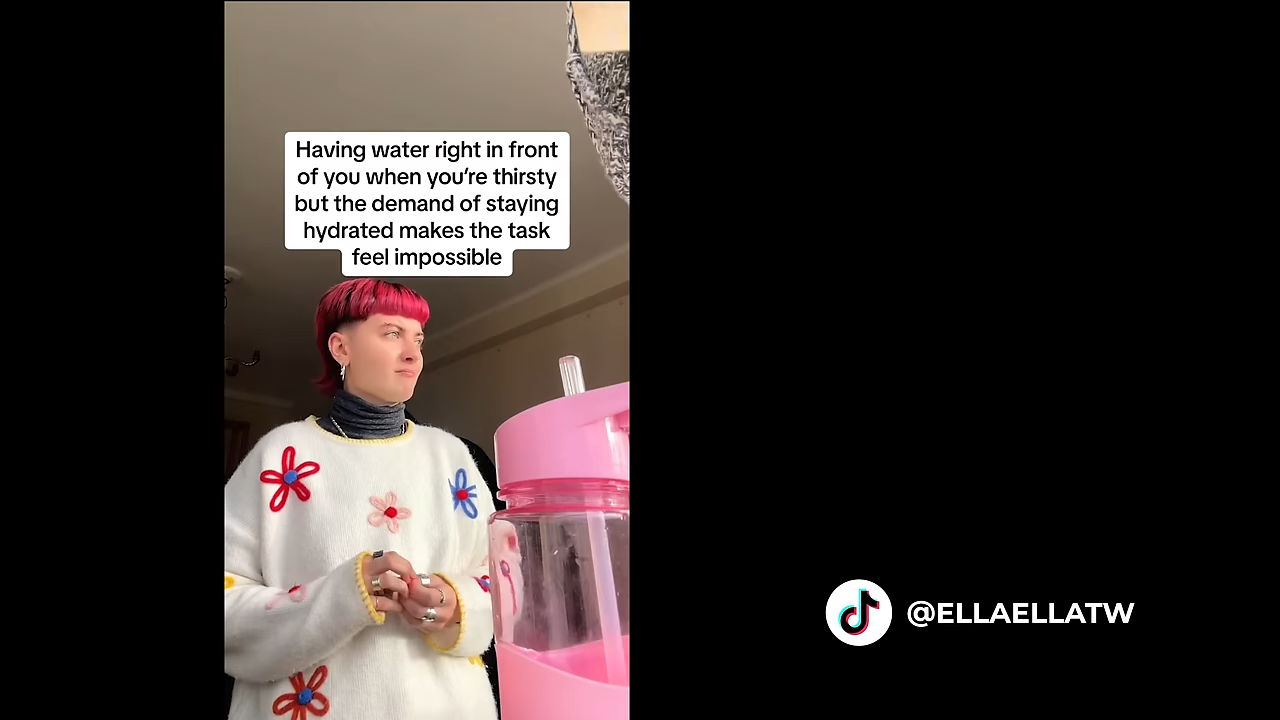 Having water right in front
of you when you're thirsty
but the demand of staying
hydrated makes the task
feel impossible
@ELLAELLATW